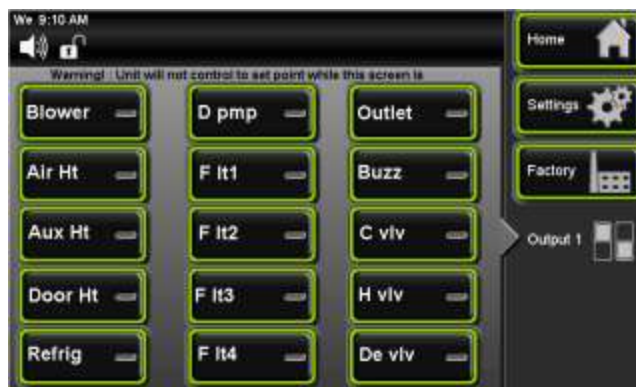 We 9:10 AM
Warning! Unit will not control to set point while this screen is
Blower
D pmp
Outlet
Air Ht
F lt1
Buzz
Aux Ht
F lt2
C vlv
Door Ht
F lt3
H vlv
Refrig
F lt4
De vlv
Home
Settings
Factory
Output 1